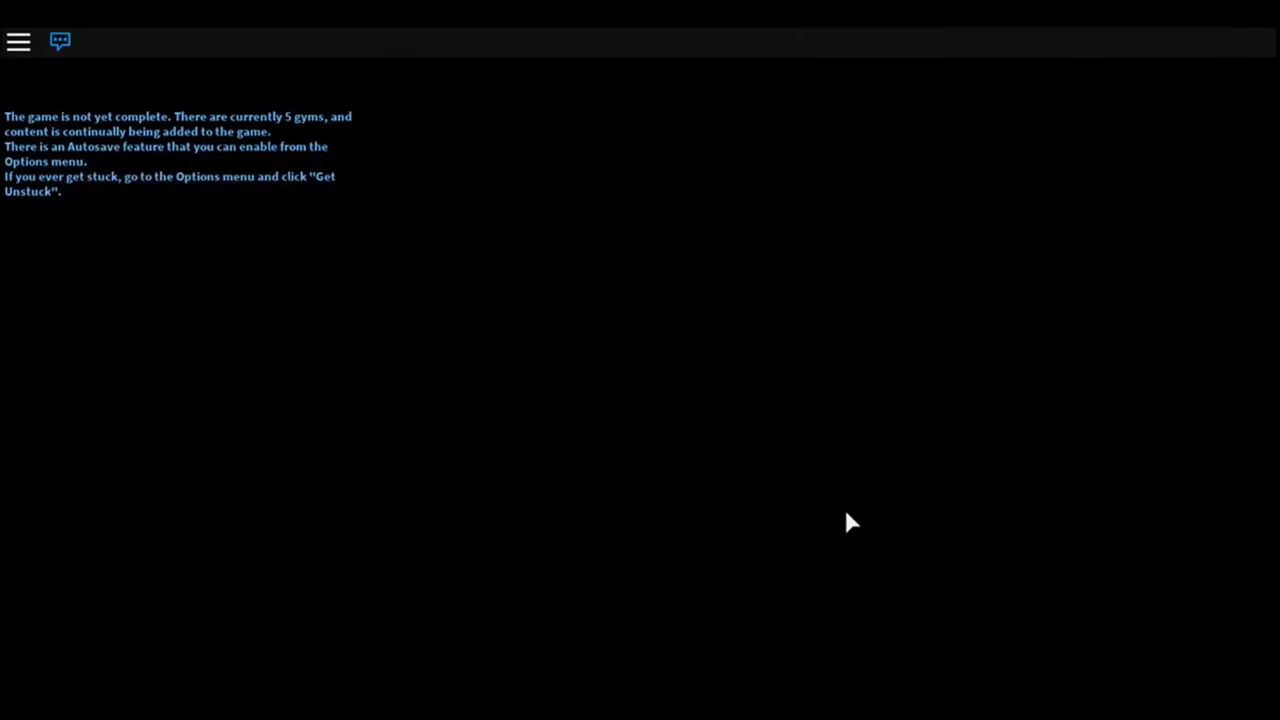 The game is not yet complete. There are currently 5 gyms, and
content is continually being added to the game.
There is an Autosave feature that you can enable from the
Options menu.
If you ever get stuck, go to the Options menu and click "Get
Unstuck".